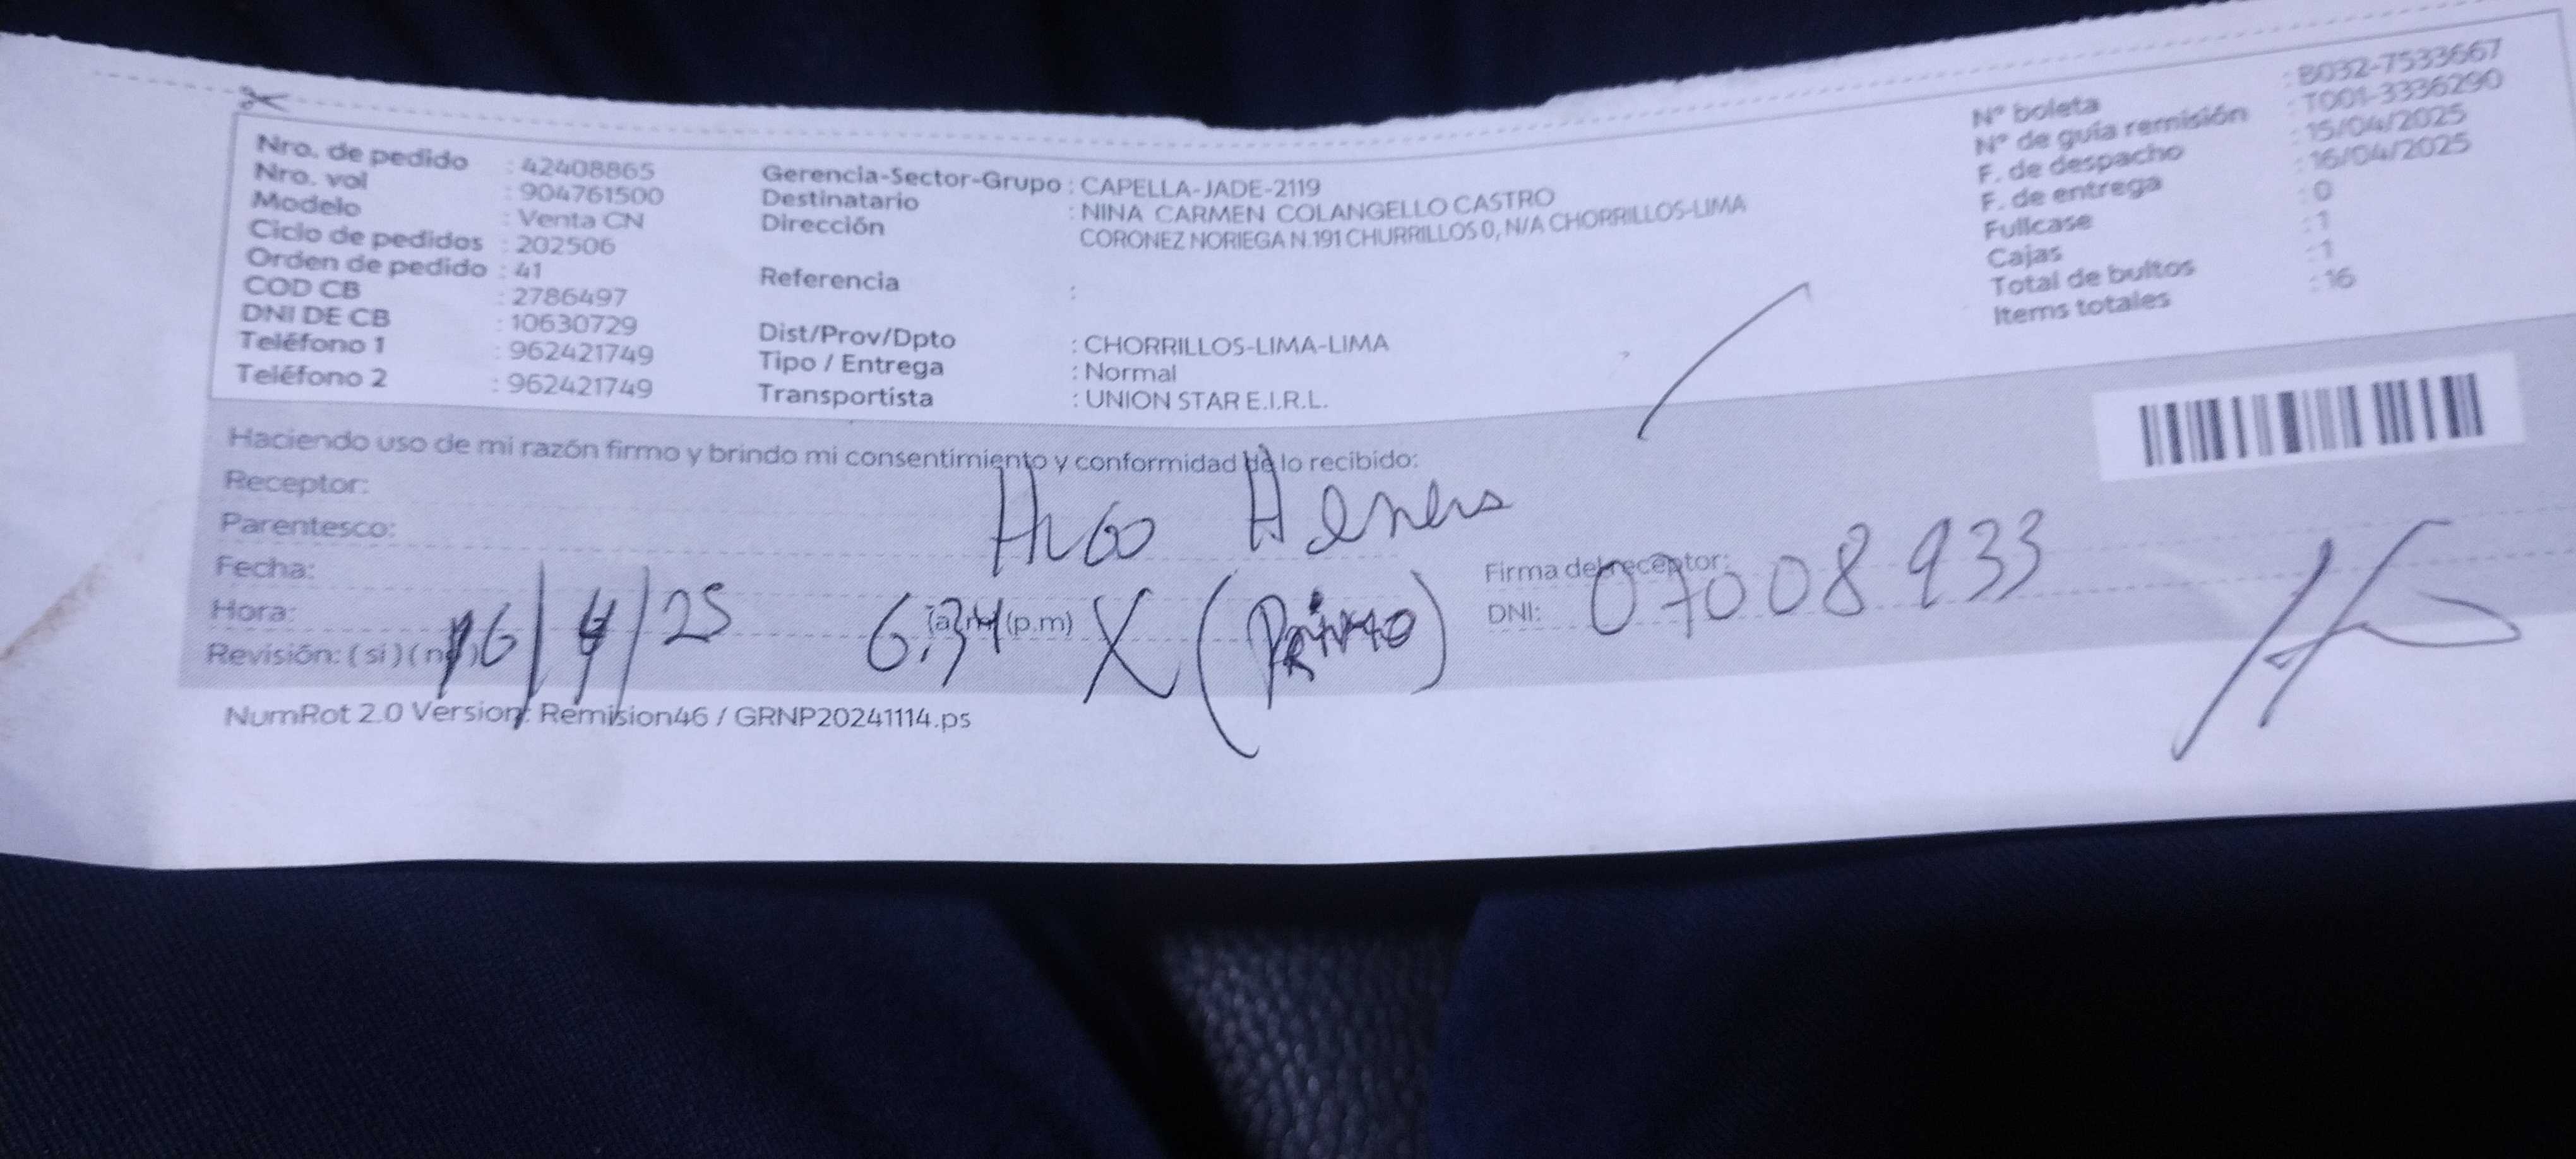 Nro. de pedido : 42408865
Nro. vol : 904761500
Modelo : Venta CN
Ciclo de pedidos : 202506
Orden de pedido : 41
COD CB : 2786497
DNI DE CB : 10630729
Teléfono 1 : 962421749
Teléfono 2 : 962421749
Gerencia-Sector-Grupo : CAPELLA-JADE-2119
Destinatario : NINA CARMEN COLANGELLO CASTRO
Dirección CORONEZ NORIEGA N.191 CHURRILLOS 0, N/A CHORRILLOS-LIMA
Referencia :
Dist/Prov/Dpto : CHORRILLOS-LIMA-LIMA
Tipo / Entrega : Normal
Transportista : UNION STAR E.I.R.L.
N° boleta : B032-7533667
N° de guía remisión : T001-3336290
F. de despacho : 15/04/2025
F. de entrega : 16/04/2025
Fullcase : 0
Cajas : 1
Total de bultos : 1
Items totales : 16
Haciendo uso de mi razón firmo y brindo mi consentimiento y conformidad de lo recibido:
Receptor: HUGO
Parentesco:
Fecha:
Hora: (a.m) (p.m)
Revisión: (si) (no)
16/4/25 6:34 X (PRIMO)
Firma del receptor:
DNI: 07008933
NumRot 2.0 Version: Remision46 / GRNP20241114.ps